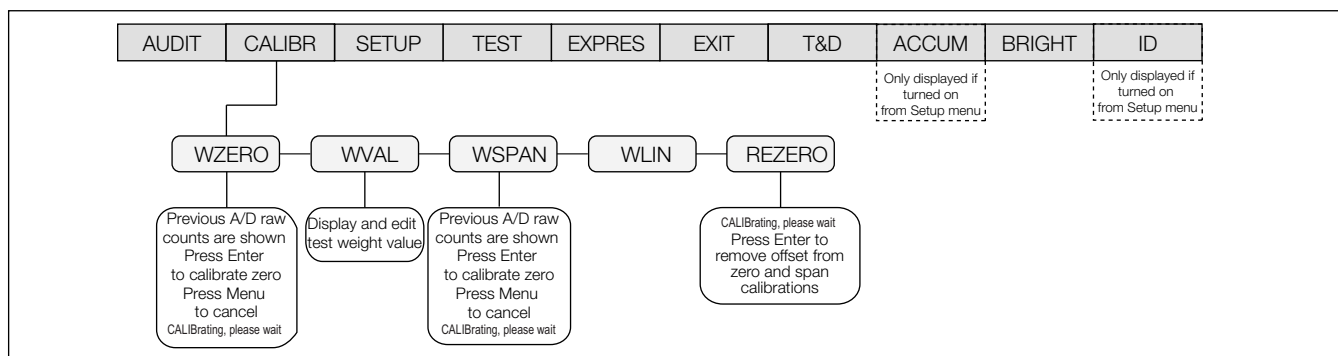 AUDIT CALIBR SETUP TEST EXPRES EXIT T&D ACCUM BRIGHT ID
Only displayed if
turned on
from Setup menu
Only displayed if
turned on
from Setup menu
WZERO WVAL WSPAN WLIN REZERO
Previous A/D raw
counts are shown
Press Enter
to calibrate zero
Press Menu
to cancel
CALIBrating, please wait
Display and edit
test weight value
Previous A/D raw
counts are shown
Press Enter
to calibrate zero
Press Menu
to cancel
CALIBrating, please wait
CALIBrating, please wait
Press Enter to
remove offset from
zero and span
calibrations